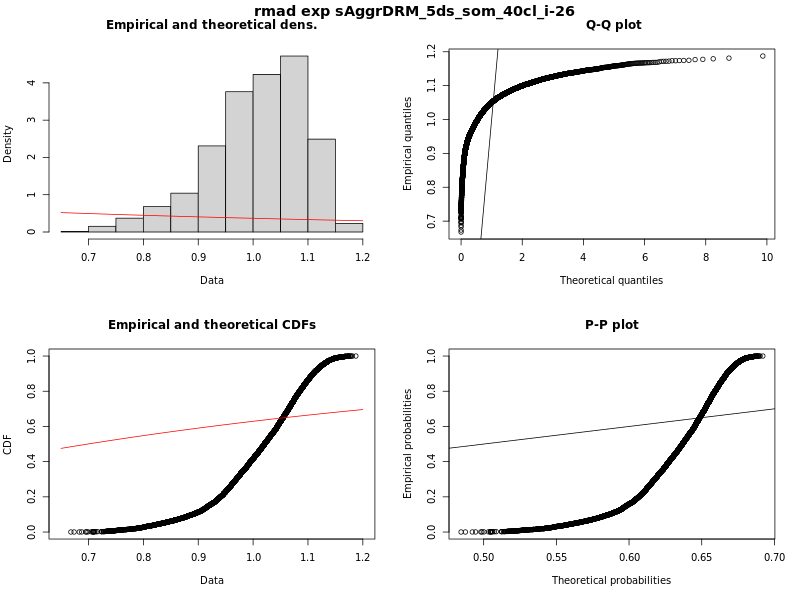 rmad exp sAggrDRM_5ds_som_40cl_i-26
Empirical and theoretical dens.
Density
0 1 2 3 4
0.7 0.8 0.9 1.0 1.1 1.2
Data
Q-Q plot
Empirical quantiles
0.7 0.8 0.9 1.0 1.1 1.2
0 2 4 6 8 10
Theoretical quantiles
Empirical and theoretical CDFs
CDF
0.0 0.2 0.4 0.6 0.8 1.0
0.7 0.8 0.9 1.0 1.1 1.2
Data
P-P plot
Empirical probabilities
0.0 0.2 0.4 0.6 0.8 1.0
0.50 0.55 0.60 0.65 0.70
Theoretical probabilities